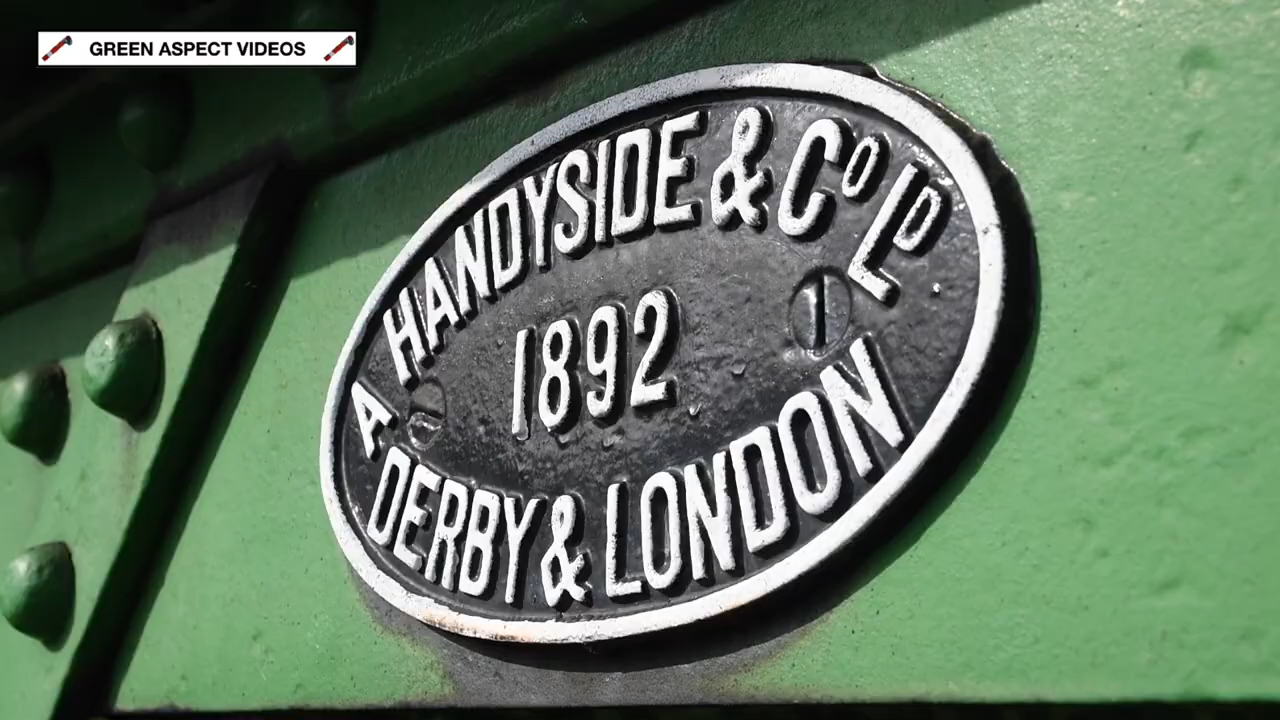 GREEN ASPECT VIDEOS
A HANDYSIDE & Co LD
1892
DERBY & LONDON